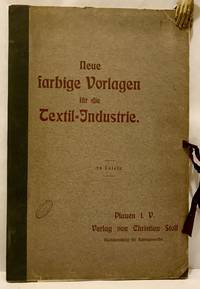 Neue
farbige Vorlagen
für die
Textil-Industrie.
Plauen i. V.
Verlag von Christian Stoll